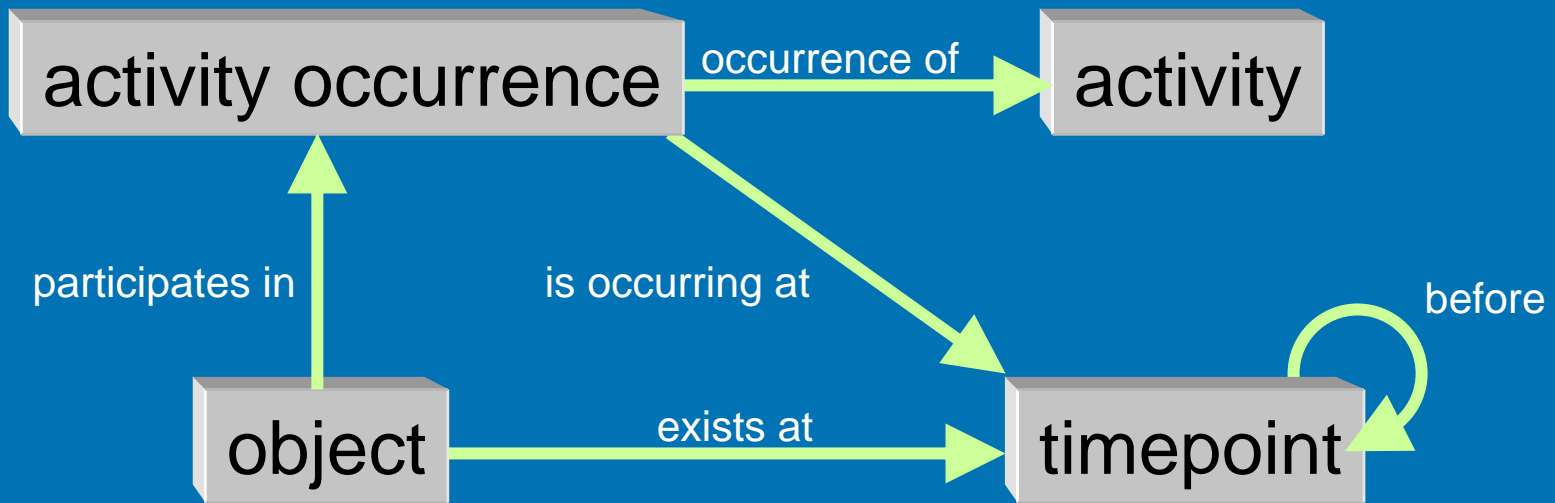 activity occurrence
occurrence of
activity
participates in
is occurring at
before
object
exists at
timepoint